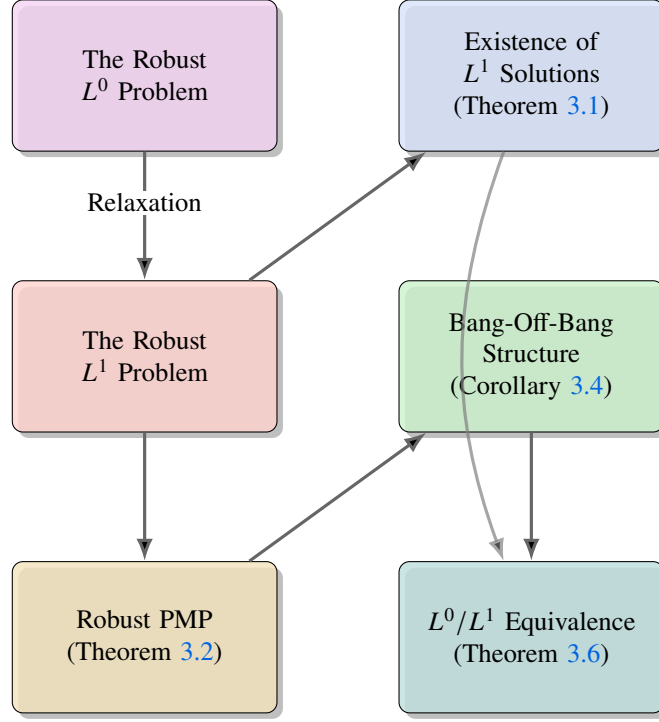 The Robust
L⁰ Problem
Existence of
L¹ Solutions
(Theorem 3.1)
Relaxation
The Robust
L¹ Problem
Bang-Off-Bang
Structure
(Corollary 3.4)
Robust PMP
(Theorem 3.2)
L⁰/L¹ Equivalence
(Theorem 3.6)